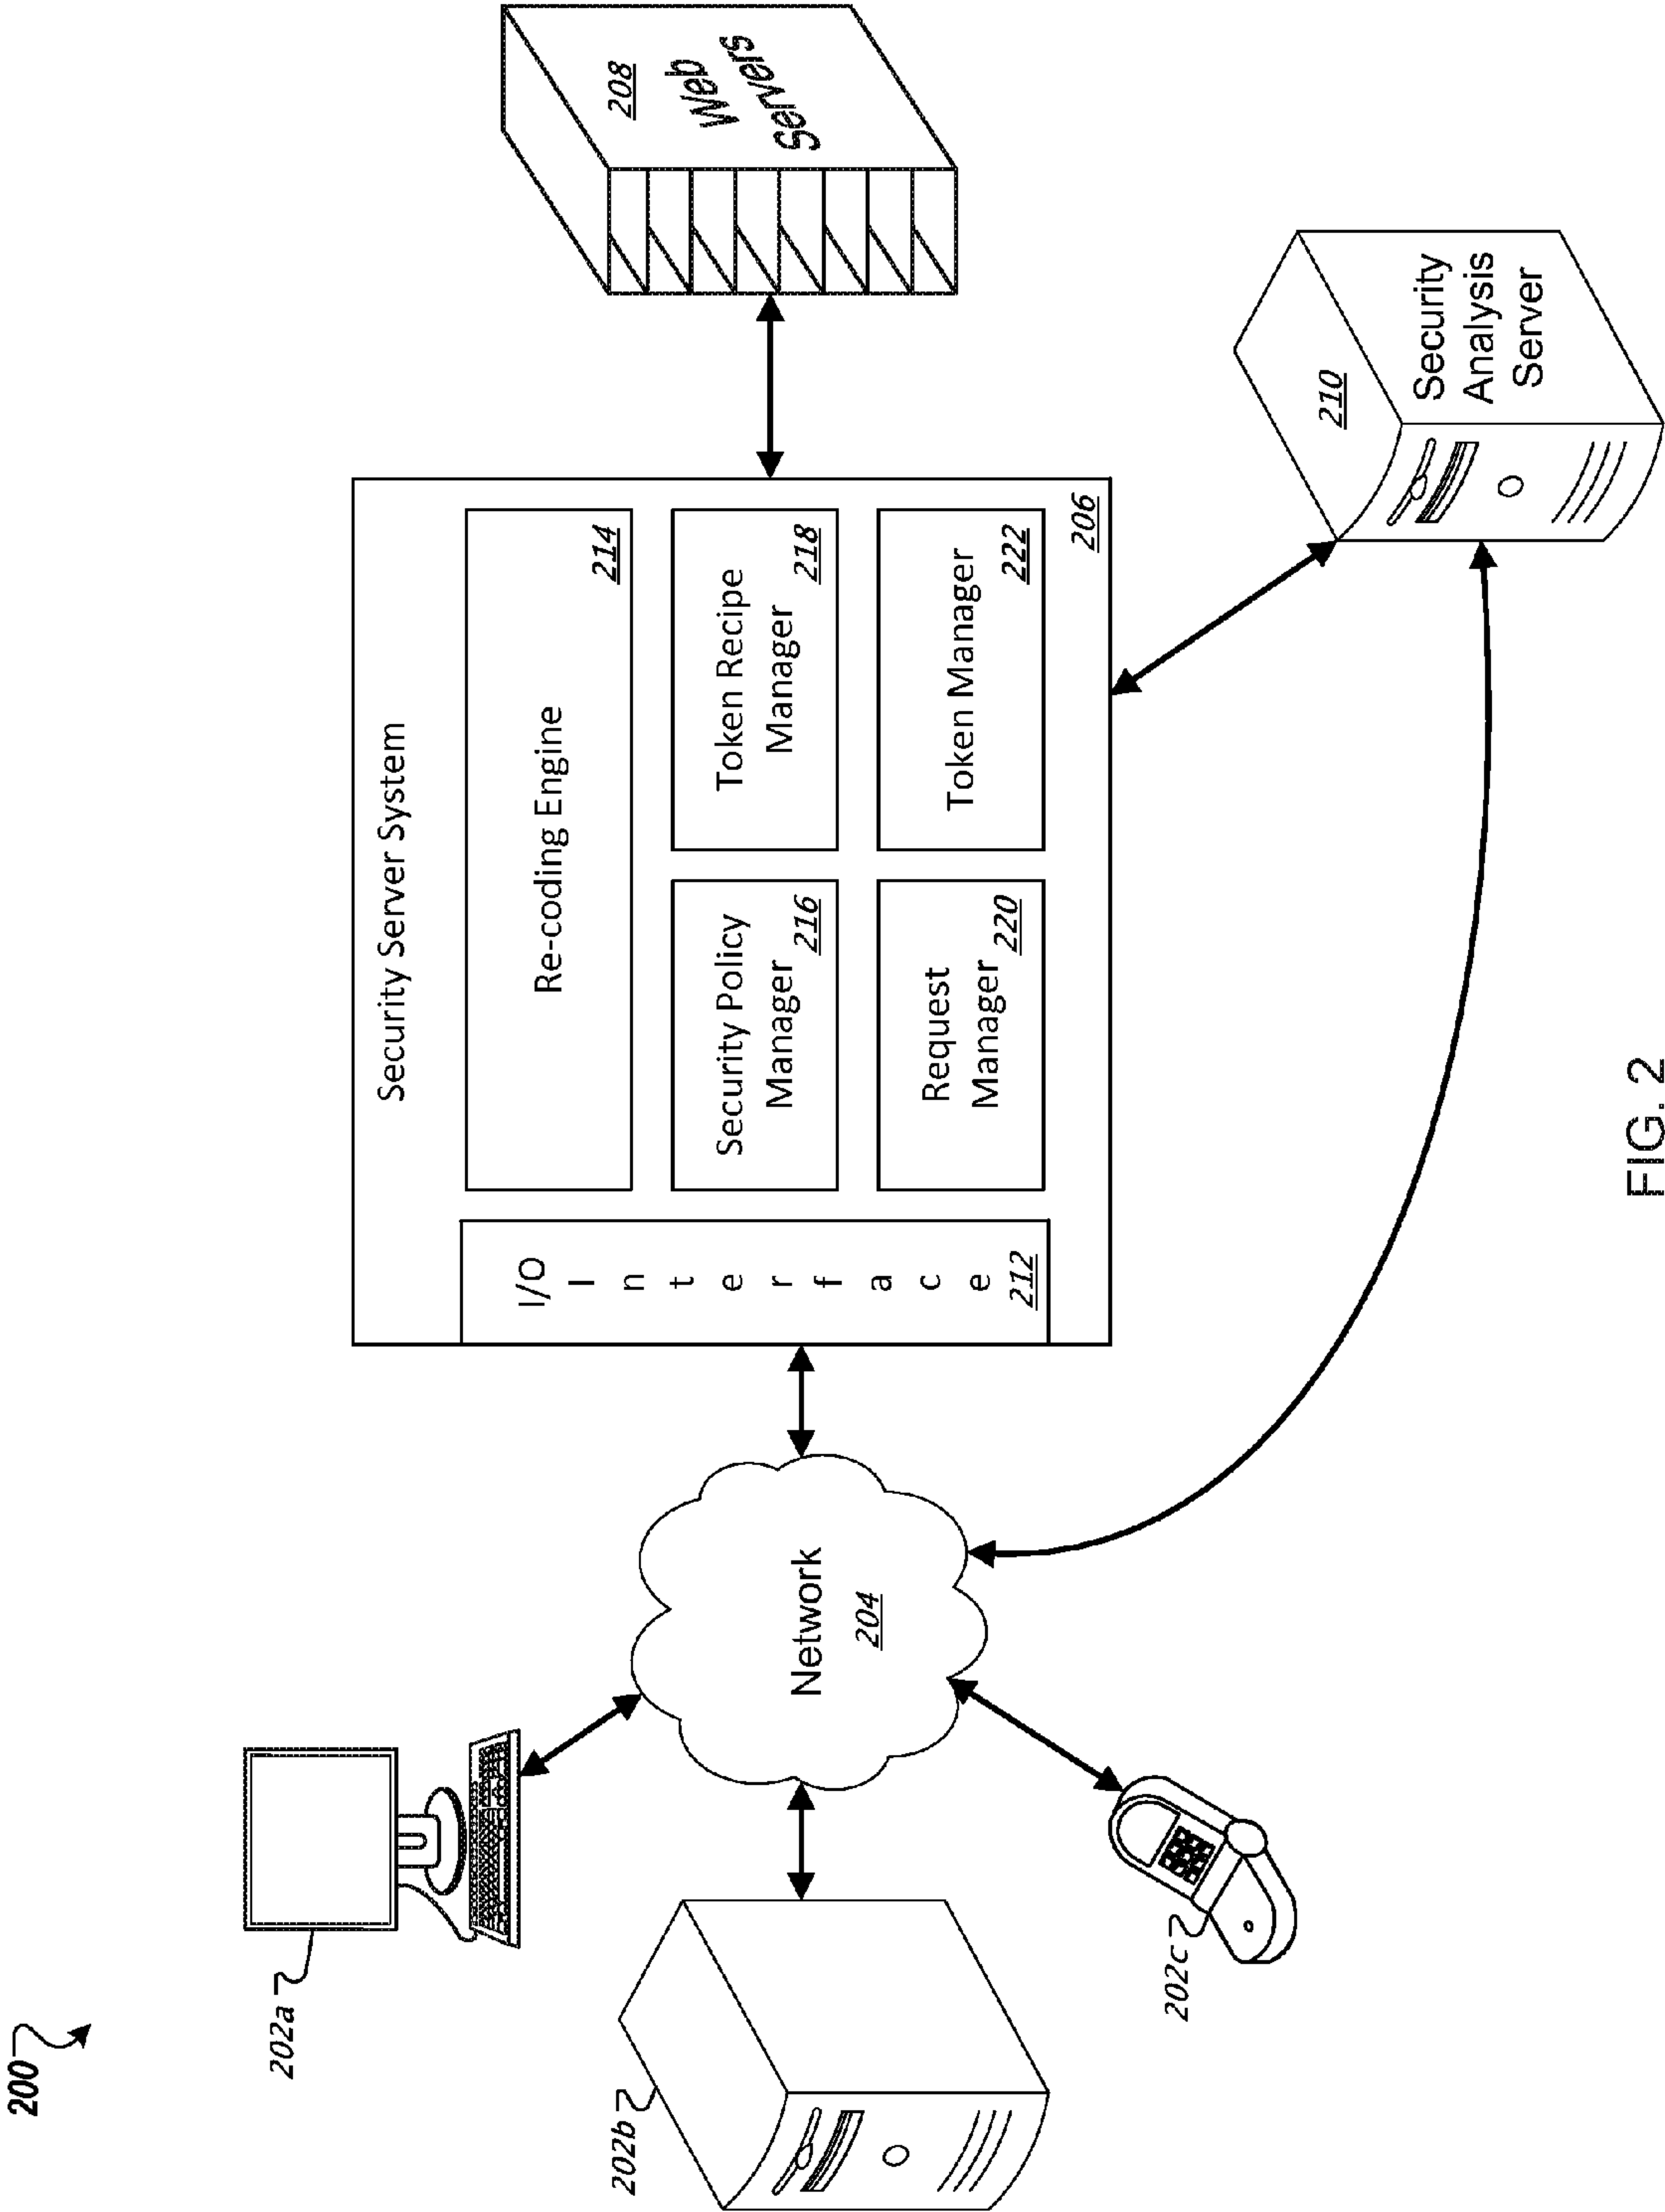 200
202a
202b
202c
Network
204
Security Server System
I/O
I
n
t
e
r
f
a
c
e
212
Re-coding Engine
214
Security Policy
Manager
216
Token Recipe
Manager
218
Request
Manager
220
Token Manager
222
206
208
Web
Servers
210
Security
Analysis
Server
FIG. 2